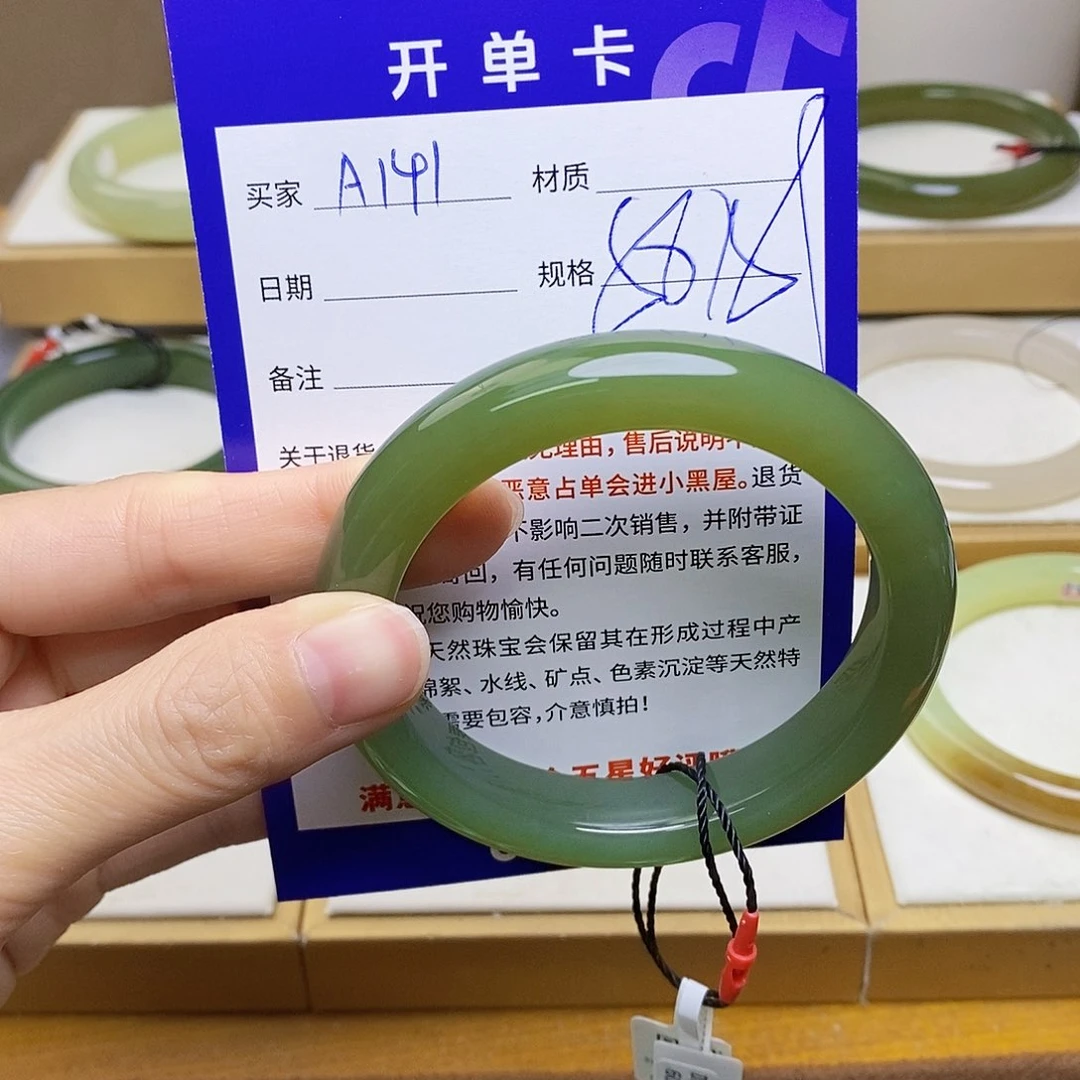 开单卡
买家 A141 材质
日期 规格
备注
关于退货 无理由,售后说明
恶意占单会进小黑屋。退货
不影响二次销售,并附带证
寄回,有任何问题随时联系客服,
祝您购物愉快。
天然珠宝会保留其在形成过程中产
棉絮、水线、矿点、色素沉淀等天然特
需要包容,介意慎拍!
五星好评
满